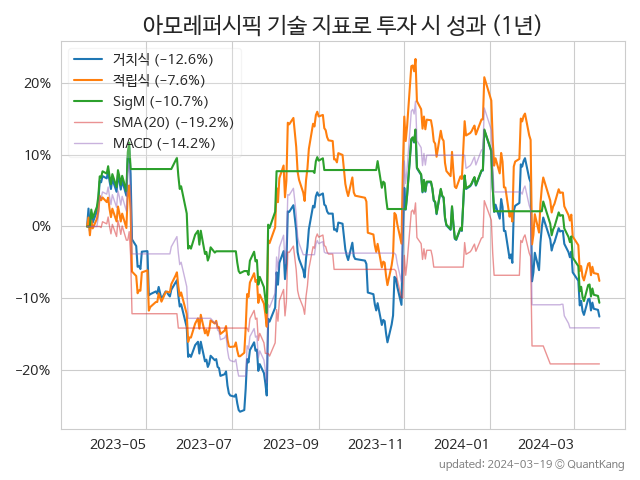 아모레퍼시픽 기술 지표로 투자 시 성과 (1년)
거치식 (−12.6%)
적립식 (−7.6%)
SigM (−10.7%)
SMA(20) (−19.2%)
MACD (−14.2%)
20%
10%
0%
−10%
−20%
2023-05 2023-07 2023-09 2023-11 2024-01 2024-03
updated: 2024-03-19 © QuantKang